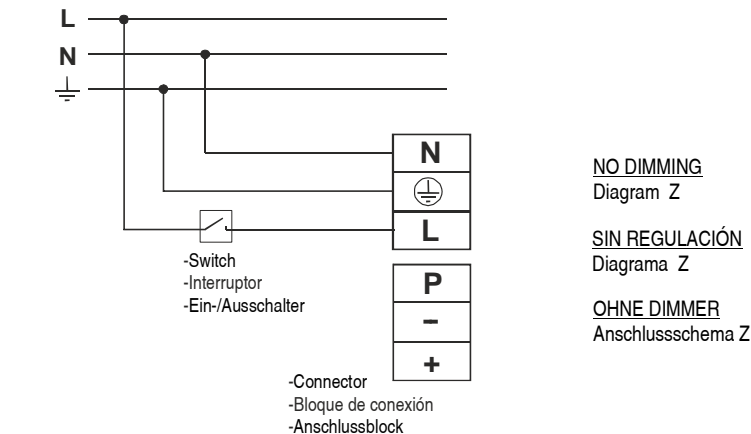 L
N
N
L
P
–
+
-Switch
-Interruptor
-Ein-/Ausschalter
-Connector
-Bloque de conexión
-Anschlussblock
NO DIMMING
Diagram Z
SIN REGULACIÓN
Diagrama Z
OHNE DIMMER
Anschlussschema Z